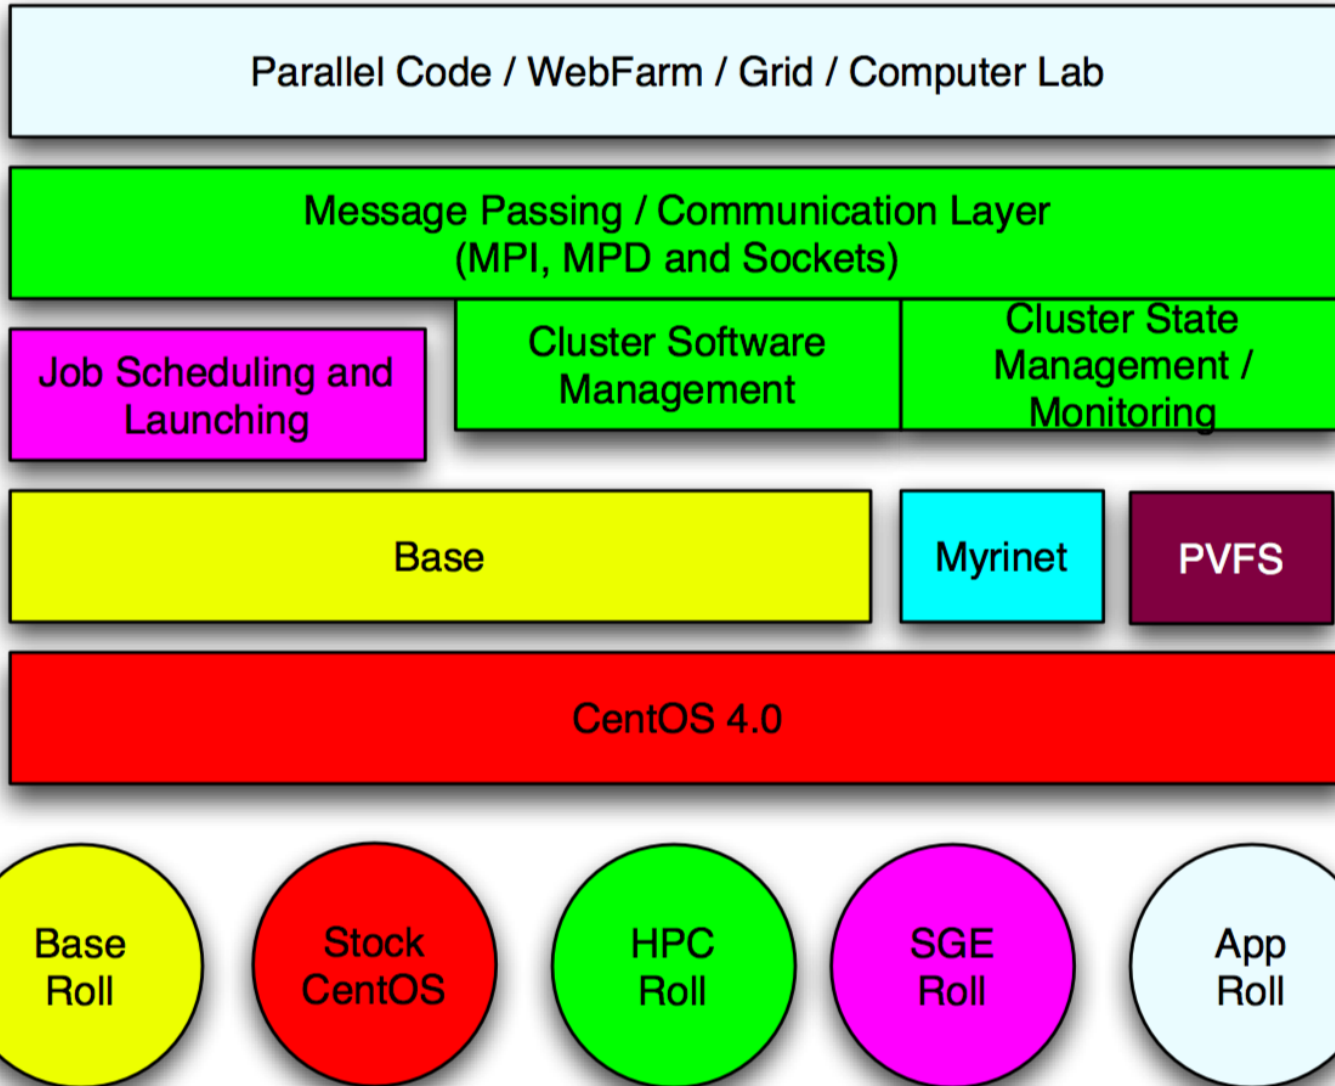 Parallel Code / WebFarm / Grid / Computer Lab
Message Passing / Communication Layer
(MPI, MPD and Sockets)
Job Scheduling and
Launching
Cluster Software
Management
Cluster State
Management /
Monitoring
Base
Myrinet
PVFS
CentOS 4.0
Base
Roll
Stock
CentOS
HPC
Roll
SGE
Roll
App
Roll